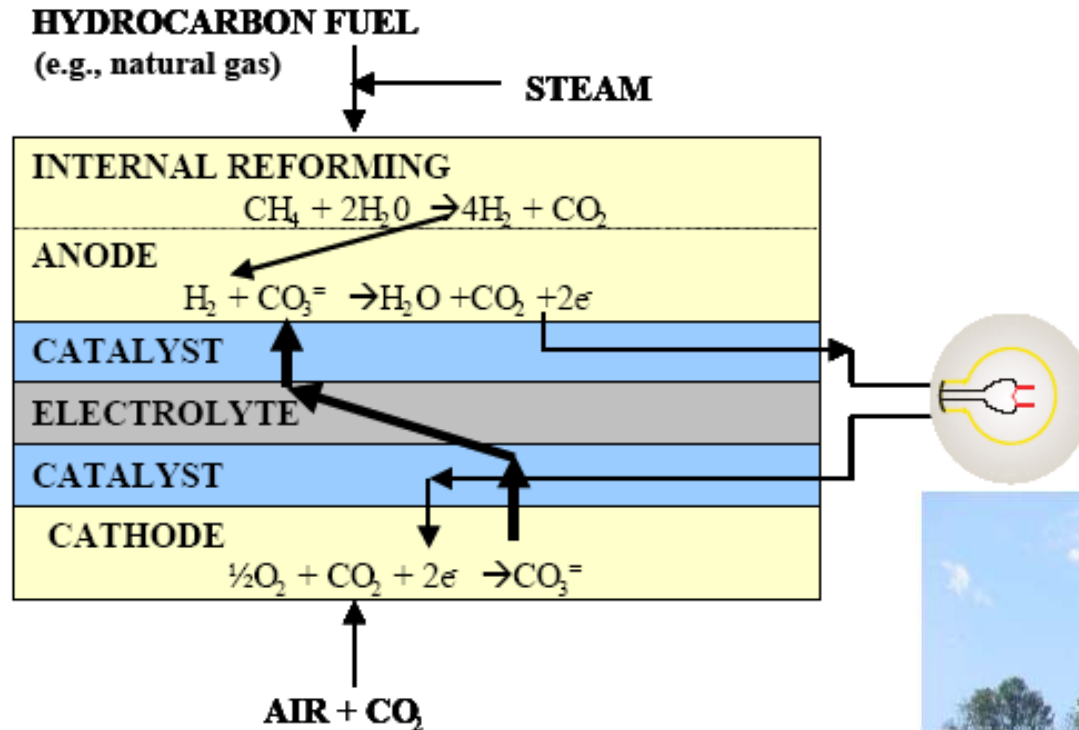 HYDROCARBON FUEL
(e.g., natural gas)
STEAM
INTERNAL REFORMING
CH₄ + 2H₂0 →4H₂ + CO₂
ANODE
H₂ + CO₃⁼ →H₂O +CO₂ +2e⁻
CATALYST
ELECTROLYTE
CATALYST
CATHODE
½O₂ + CO₂ + 2e⁻ →CO₃⁼
AIR + CO₂